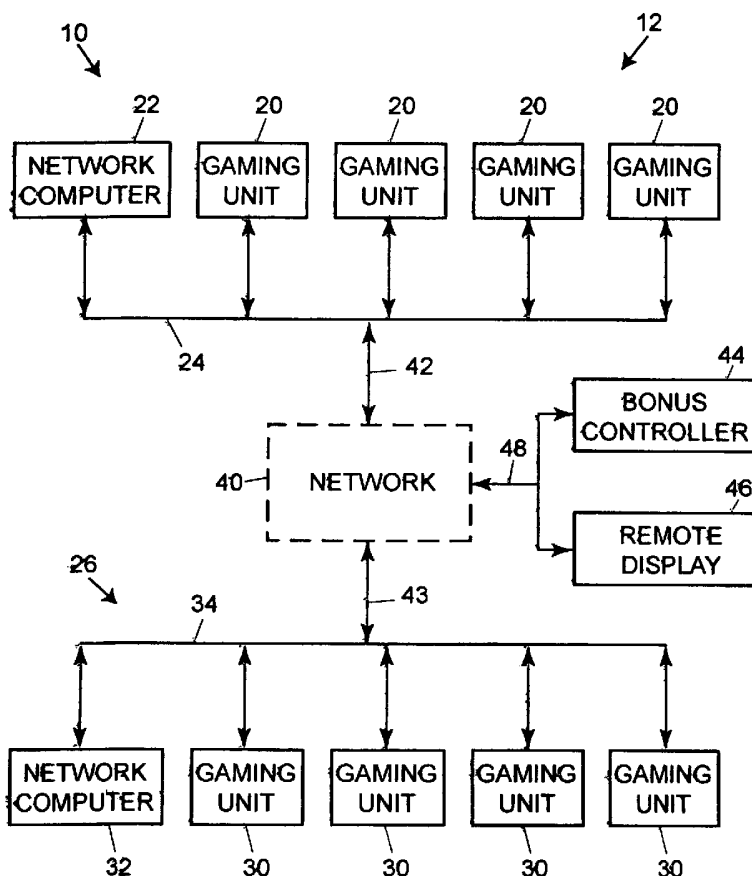 10
12
22
20
20
20
20
NETWORK
COMPUTER
GAMING
UNIT
GAMING
UNIT
GAMING
UNIT
GAMING
UNIT
24
42
44
BONUS
CONTROLLER
40
NETWORK
48
46
REMOTE
DISPLAY
26
43
34
NETWORK
COMPUTER
GAMING
UNIT
GAMING
UNIT
GAMING
UNIT
GAMING
UNIT
32
30
30
30
30